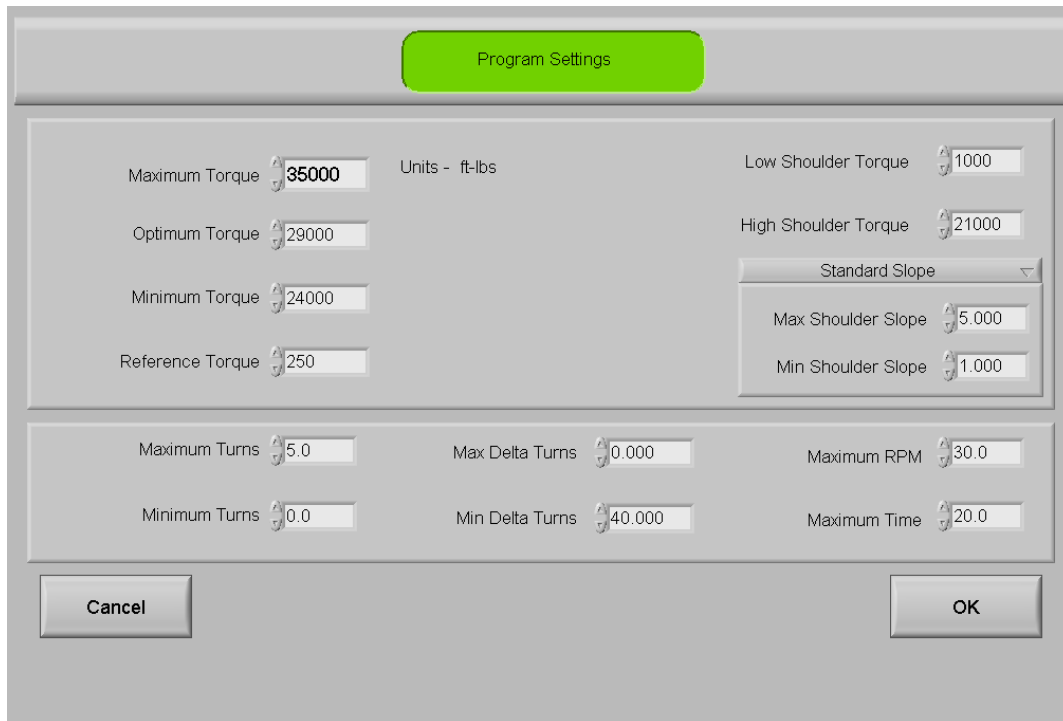 Program Settings
Maximum Torque 35000 Units - ft-lbs Low Shoulder Torque 1000
Optimum Torque 29000 High Shoulder Torque 21000
Standard Slope
Minimum Torque 24000 Max Shoulder Slope 5.000
Reference Torque 250 Min Shoulder Slope 1.000
Maximum Turns 5.0 Max Delta Turns 0.000 Maximum RPM 30.0
Minimum Turns 0.0 Min Delta Turns 40.000 Maximum Time 20.0
Cancel OK